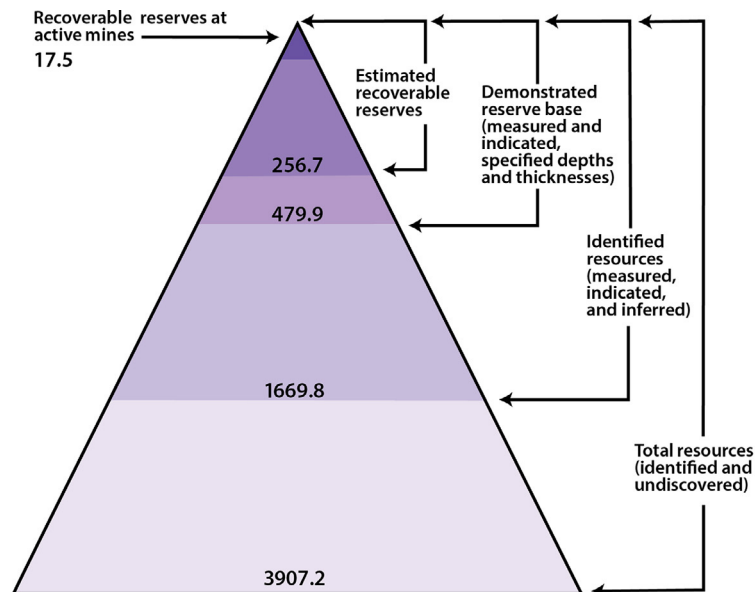 Recoverable reserves at
active mines
17.5
Estimated
recoverable
reserves
Demonstrated
reserve base
(measured and
indicated,
specified depths
and thicknesses)
256.7
479.9
Identified
resources
(measured,
indicated,
and inferred)
1669.8
Total resources
(identified and
undiscovered)
3907.2